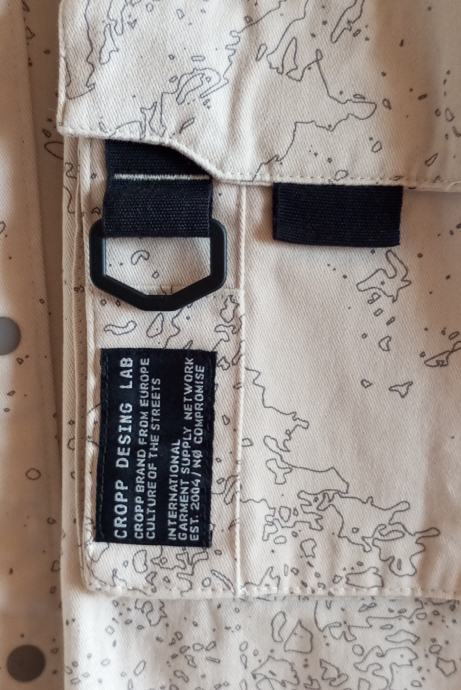 CROPP DESING LAB
CROPP BRAND FROM EUROPE
CULTURE OF THE STREETS
INTERNATIONAL
GARMENT SUPPLY NETWORK
EST. 2004/NØ COMPROMISE